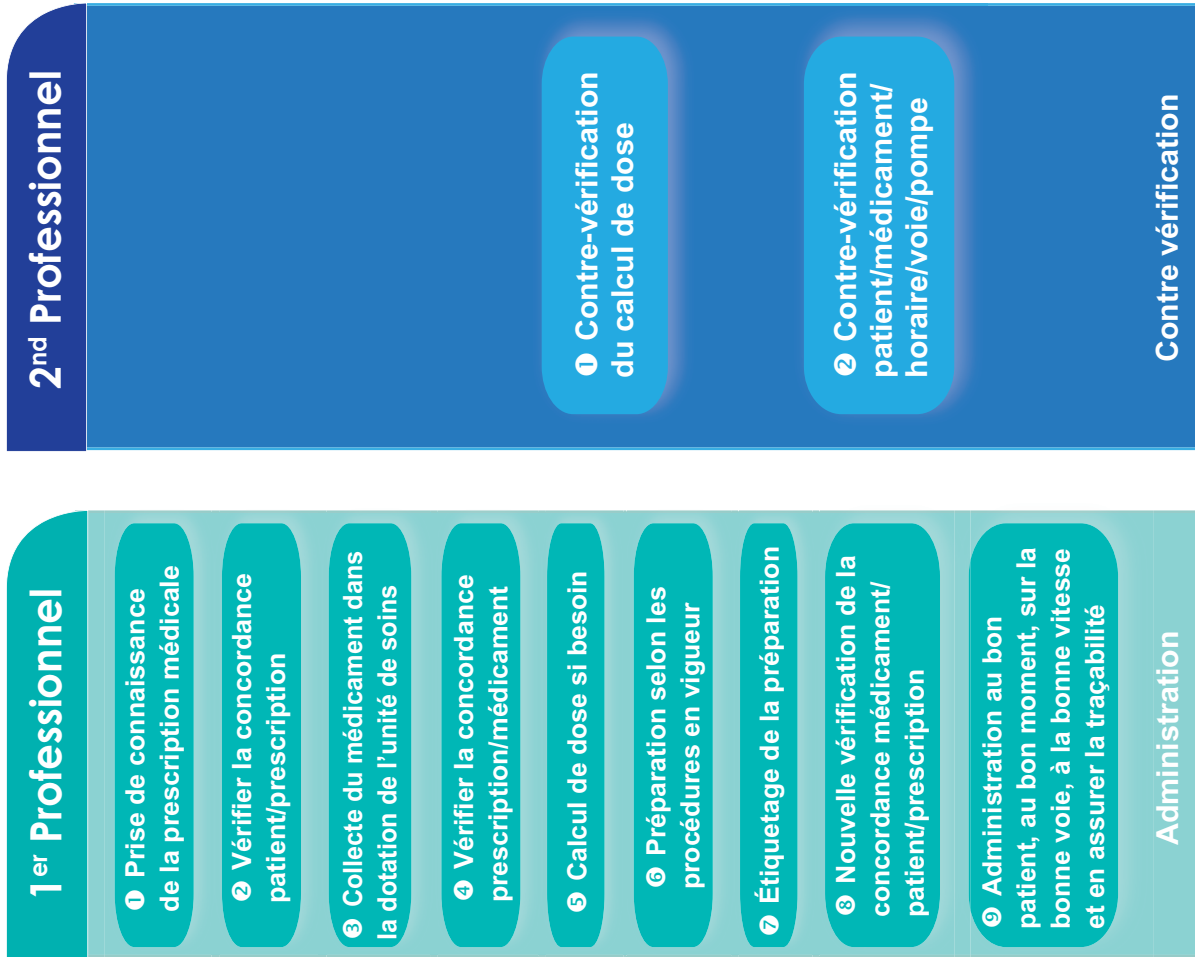 1er Professionnel
❶ Prise de connaissance
de la prescription médicale
❷ Vérifier la concordance
patient/prescription
❸ Collecte du médicament dans
la dotation de l'unité de soins
❹ Vérifier la concordance
prescription/médicament
❺ Calcul de dose si besoin
❻ Préparation selon les
procédures en vigueur
❼ Étiquetage de la préparation
❽ Nouvelle vérification de la
concordance médicament/
patient/prescription
❾ Administration au bon
patient, au bon moment, sur la
bonne voie, à la bonne vitesse
et en assurer la traçabilité
Administration
2nd Professionnel
❶ Contre-vérification
du calcul de dose
❷ Contre-vérification
patient/médicament/
horaire/voie/pompe
Contre vérification